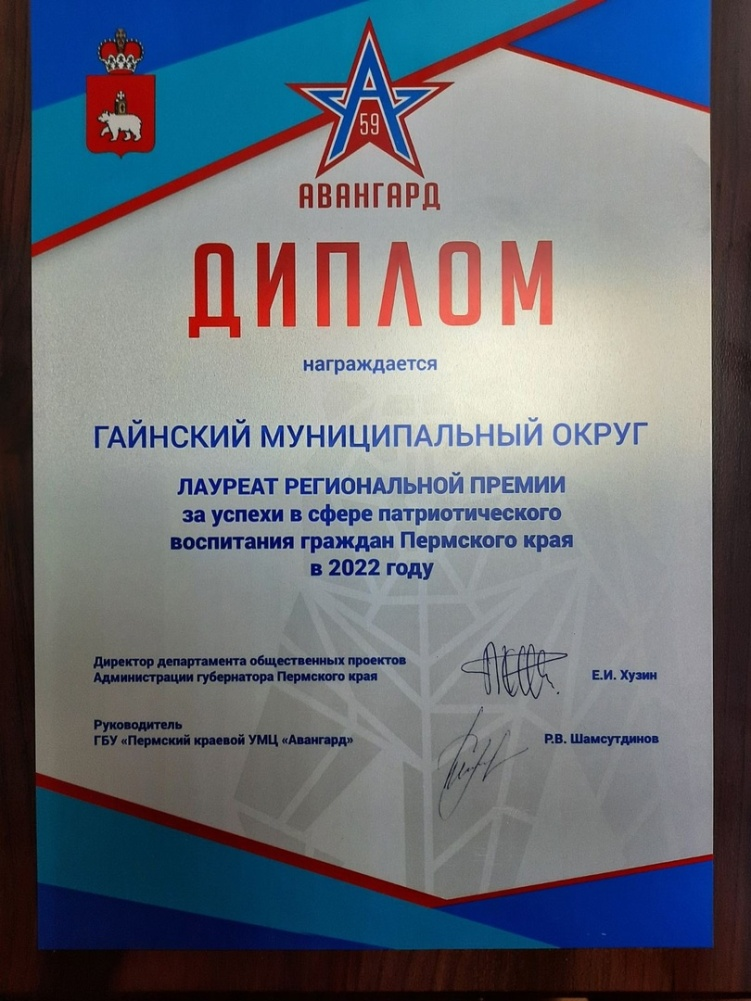 59
АВАНГАРД
ДИПЛОМ
награждается
ГАЙНСКИЙ МУНИЦИПАЛЬНЫЙ ОКРУГ
ЛАУРЕАТ РЕГИОНАЛЬНОЙ ПРЕМИИ
за успехи в сфере патриотического
воспитания граждан Пермского края
в 2022 году
Директор департамента общественных проектов
Администрации губернатора Пермского края
Е.И. Хузин
Руководитель
ГБУ «Пермский краевой УМЦ «Авангард»
Р.В. Шамсутдинов